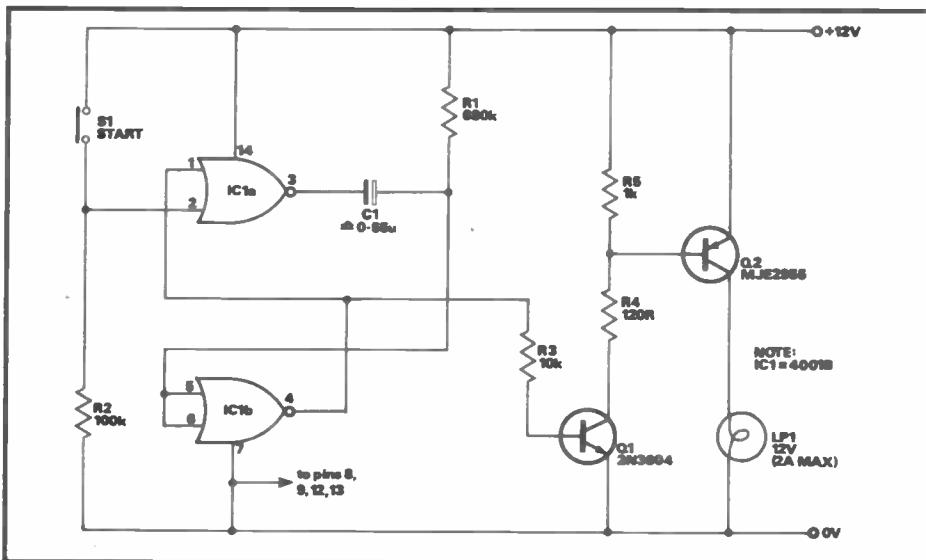 +12V
S1
START
R1
680k
14
1
2
3
IC1a
C1
R5
1k
Q2
MJE2955
R4
120R
R3
10k
NOTE:
IC1 = 4001B
5
6
4
IC1b
7
R2
100k
Q1
2N3904
LP1
12V
(2A MAX)
to pins 8,
9, 12, 13
0V